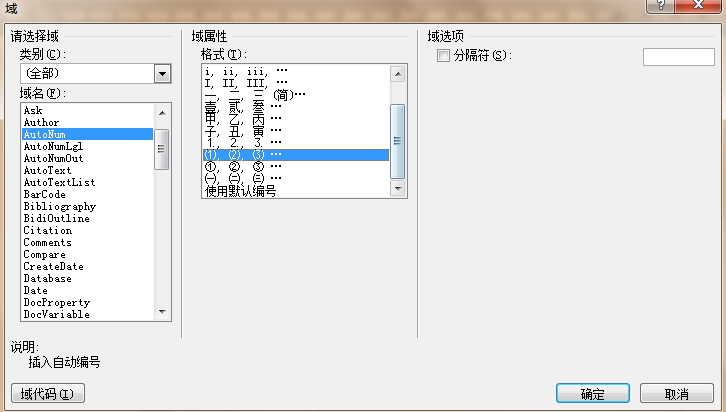 域
请选择域
类别(C):
(全部)
域名(F):
Ask
Author
AutoNum
AutoNumLgl
AutoNumOut
AutoText
AutoTextList
BarCode
Bibliography
BidiOutline
Citation
Comments
Compare
CreateDate
Database
Date
DocProperty
DocVariable
域属性
格式(T):
i, ii, iii, …
I, II, III, …
一, 二, 三 (简)…
壹, 贰, 叁 …
甲, 乙, 丙 …
子, 丑, 寅 …
1., 2., 3. …
⑴, ⑵, ⑶ …
①, ②, ③ …
㈠, ㈡, ㈢ …
使用默认编号
域选项
分隔符(S):
说明:
插入自动编号
域代码(I)
确定
取消